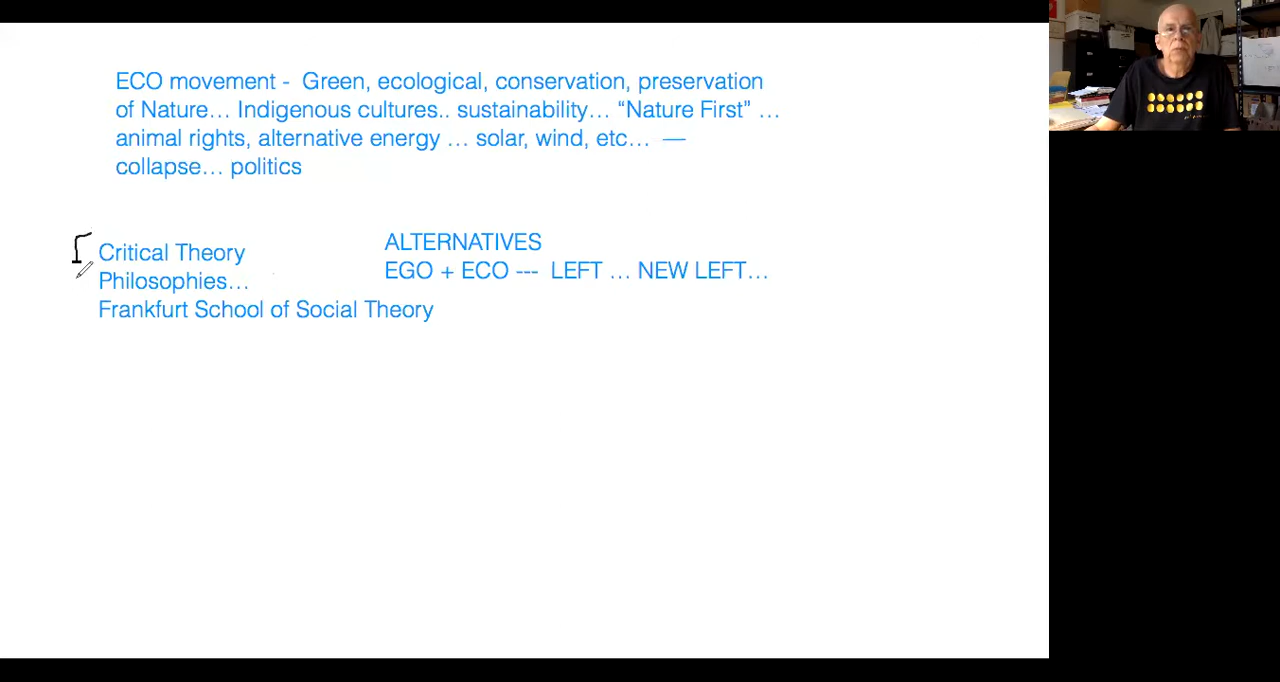 ECO movement - Green, ecological, conservation, preservation
of Nature… Indigenous cultures.. sustainability… “Nature First” …
animal rights, alternative energy … solar, wind, etc… —
collapse… politics
Critical Theory
Philosophies…
Frankfurt School of Social Theory
ALTERNATIVES
EGO + ECO --- LEFT … NEW LEFT…